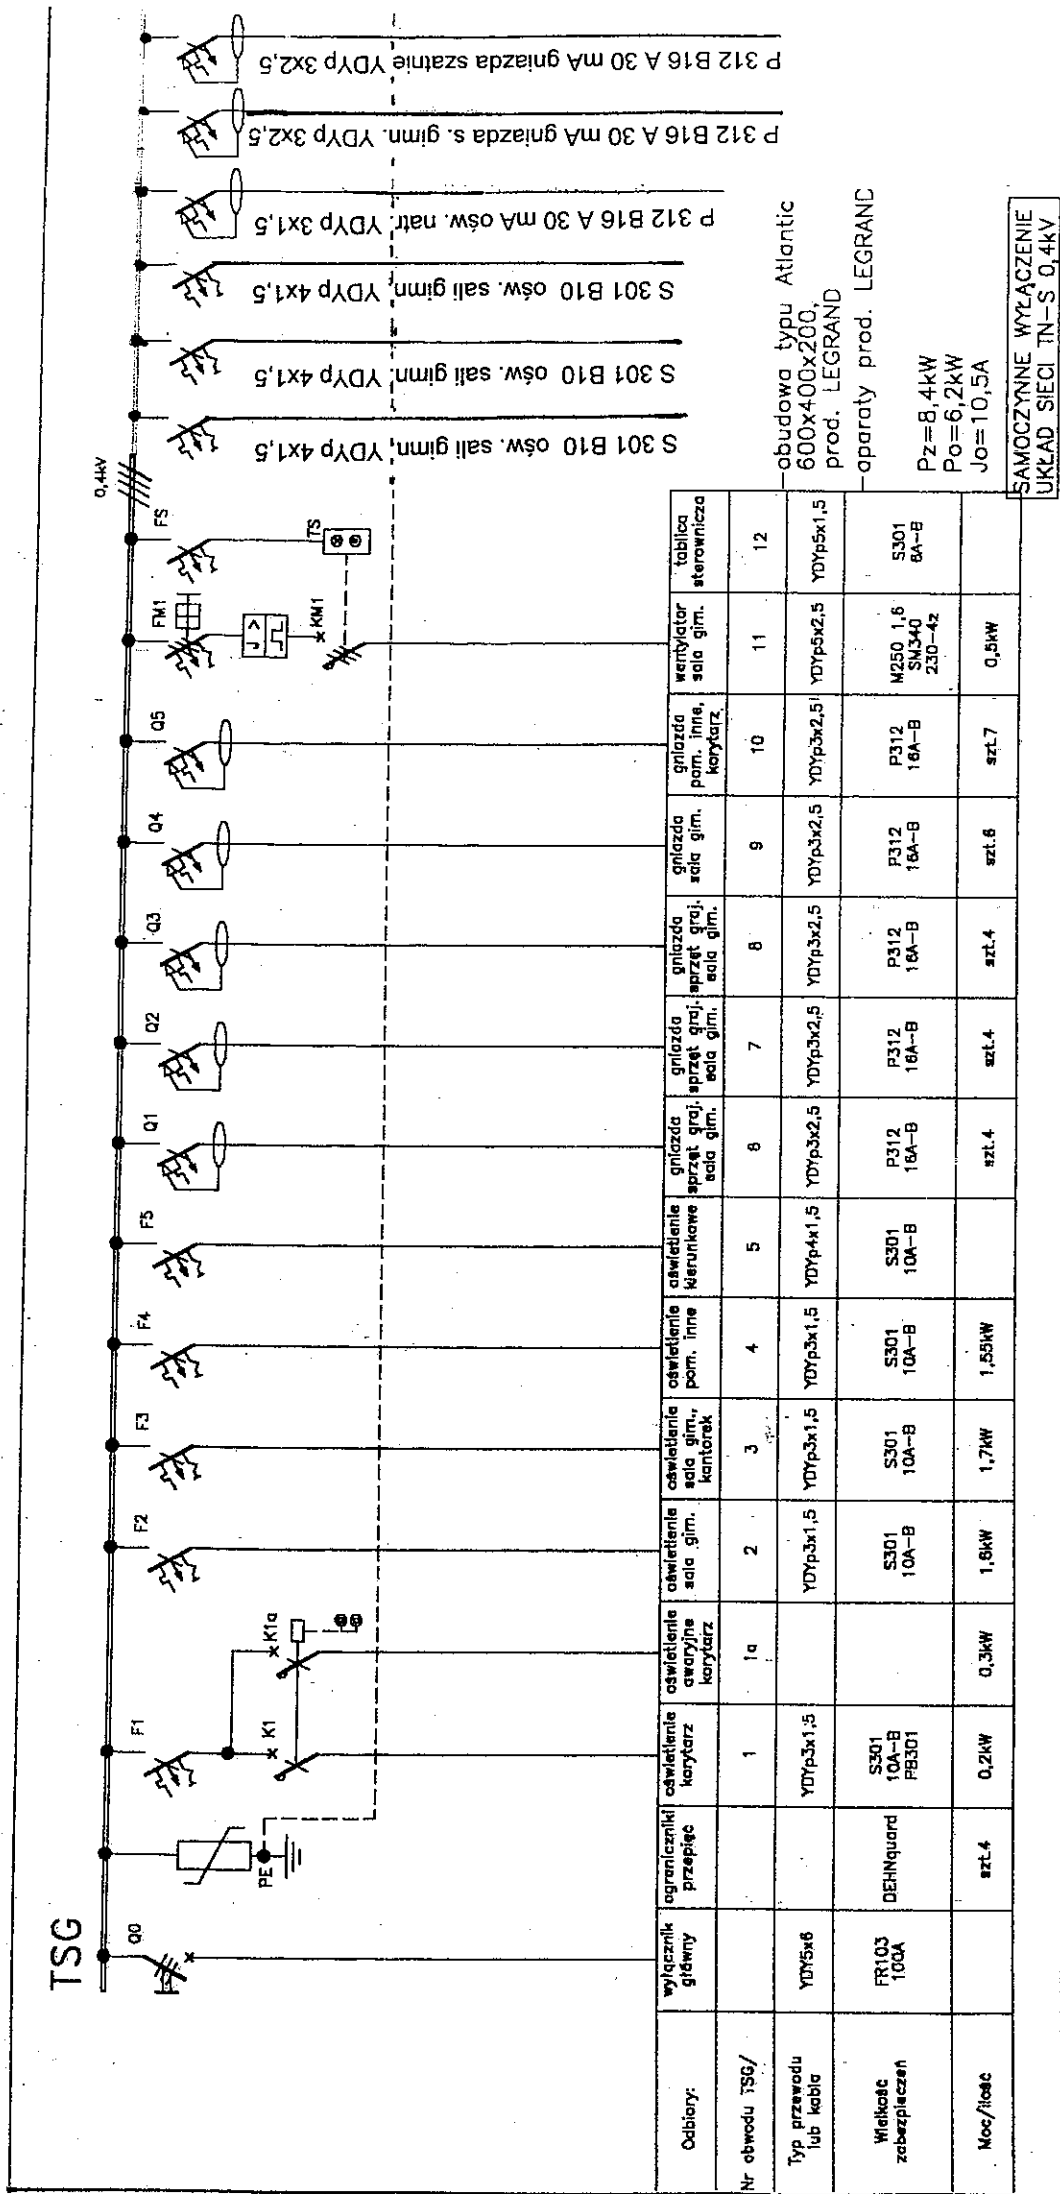 TSG
0,4kV
Q0
PE
F1
K1
K1a
F2
F3
F4
F5
Q1
Q2
Q3
Q4
Q5
FM1
J >
KM1
FS
TS
S 301 B10 ośw. sali gimn, YDYp 4x1,5
S 301 B10 ośw. sali gimn, YDYp 4x1,5
S 301 B10 ośw. sali gimn, YDYp 4x1,5
P 312 B16 A 30 mA ośw. natr. YDYp 3x1,5
P 312 B16 A 30 mA gniazda s. gimn. YDYp 3x2,5
P 312 B16 A 30 mA gniazda szatnie YDYp 3x2,5
Odbiory:
wyłącznik
główny
ograniczniki
przepięć
oświetlenie
korytarz
oświetlenie
awaryjne
korytarz
oświetlenie
sala gim.
oświetlenie
sala gim.,
kantorek
oświetlenie
pom. inne
oświetlenie
kierunkowe
gniazda
sprzęt graj.
sala gim.
gniazda
sprzęt graj.
sala gim.
gniazda
sprzęt graj.
sala gim.
gniazda
sala gim.
gniazda
pom. inne,
korytarz
wentylator
sala gim.
tablica
sterownicza
Nr obwodu TSG/
1
1a
2
3
4
5
6
7
8
9
10
11
12
Typ przewodu
lub kabla
YDY5x6
YDYp3x1,5
YDYp3x1,5
YDYp3x1,5
YDYp3x1,5
YDYp4x1,5
YDYp3x2,5
YDYp3x2,5
YDYp3x2,5
YDYp3x2,5
YDYp3x2,5
YDYp5x2,5
YDYp5x1,5
Wielkość
zabezpieczeń
FR103
100A
DEHNquard
S301
10A-B
PB301
S301
10A-B
S301
10A-B
S301
10A-B
S301
10A-B
P312
16A-B
P312
16A-B
P312
16A-B
P312
16A-B
P312
16A-B
M250 1,6
SM340
230-4z
S301
6A-B
Moc/ilość
szt.4
0,2kW
0,3kW
1,6kW
1,7kW
1,55kW
szt.4
szt.4
szt.4
szt.6
szt.7
0,5kW
-obudowa typu Atlantic
600x400x200,
prod. LEGRAND
-aparaty prod. LEGRAND
Pz=8,4kW
Po=6,2kW
Jo=10,5A
SAMOCZYNNE WYŁĄCZENIE
UKŁAD SIECI TN-S 0,4kV